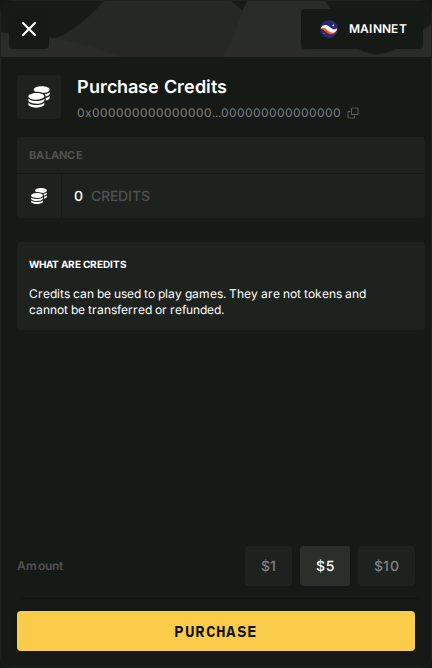 MAINNET
Purchase Credits
0x000000000000000...000000000000000
BALANCE
0 CREDITS
WHAT ARE CREDITS
Credits can be used to play games. They are not tokens and
cannot be transferred or refunded.
Amount $1 $5 $10
PURCHASE